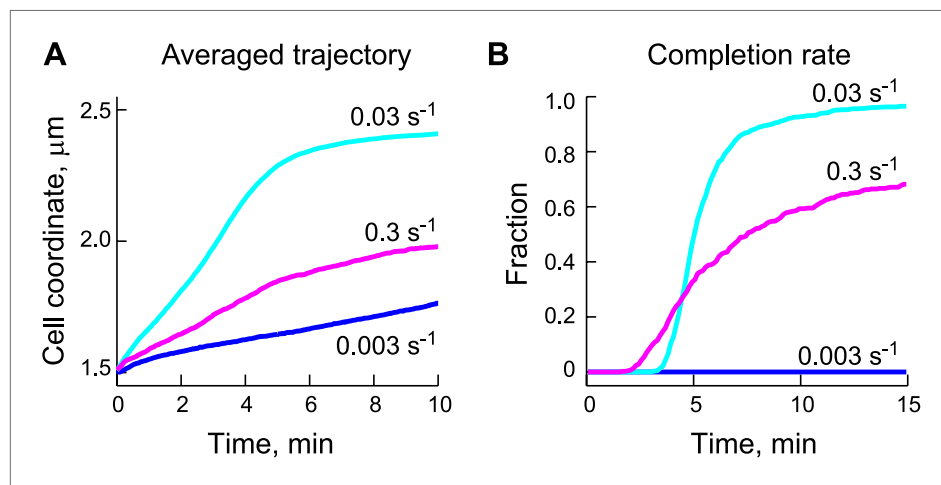 A Averaged trajectory
2.5
2.0
1.5
Cell coordinate, μm
0.03 s⁻¹
0.3 s⁻¹
0.003 s⁻¹
0 2 4 6 8 10
Time, min
B Completion rate
1.0
0.8
0.6
0.4
0.2
0
Fraction
0.03 s⁻¹
0.3 s⁻¹
0.003 s⁻¹
0 5 10 15
Time, min